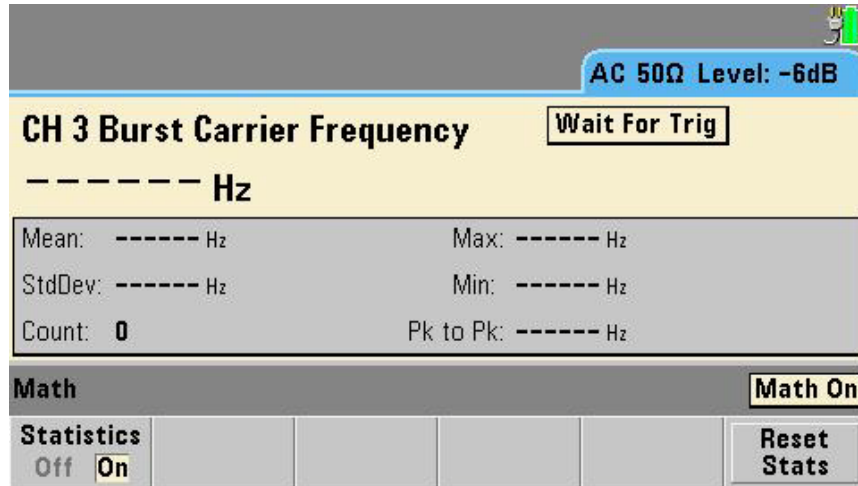 AC 50Ω Level: -6dB
CH 3 Burst Carrier Frequency
Wait For Trig
------ Hz
Mean: ------ Hz
Max: ------ Hz
StdDev: ------ Hz
Min: ------ Hz
Count: 0
Pk to Pk: ------ Hz
Math
Math On
Statistics
Off On
Reset
Stats